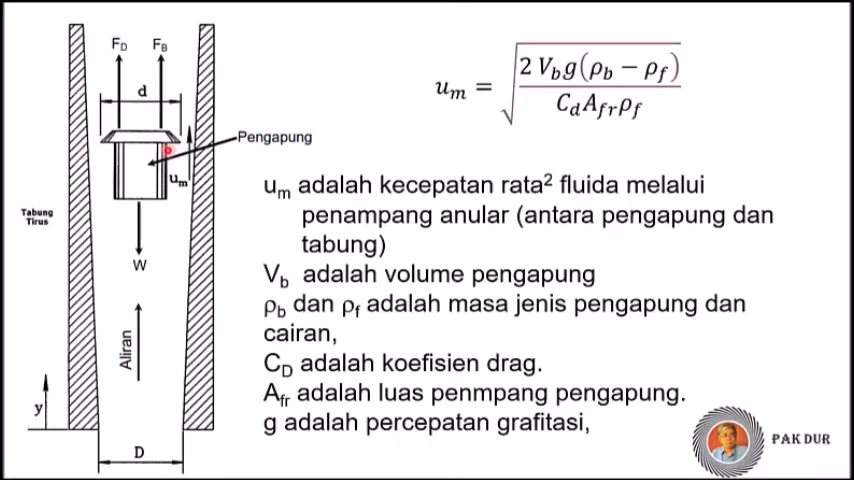 F_D F_B
d
Pengapung
u_m
Tabung
Tirus
W
Aliran
y
D
u_m = √(2 V_b g(ρ_b − ρ_f) / C_d A_fr ρ_f)
u_m adalah kecepatan rata² fluida melalui
penampang anular (antara pengapung dan
tabung)
V_b adalah volume pengapung
ρ_b dan ρ_f adalah masa jenis pengapung dan
cairan,
C_D adalah koefisien drag.
A_fr adalah luas penmpang pengapung.
g adalah percepatan grafitasi,
PAK DUR